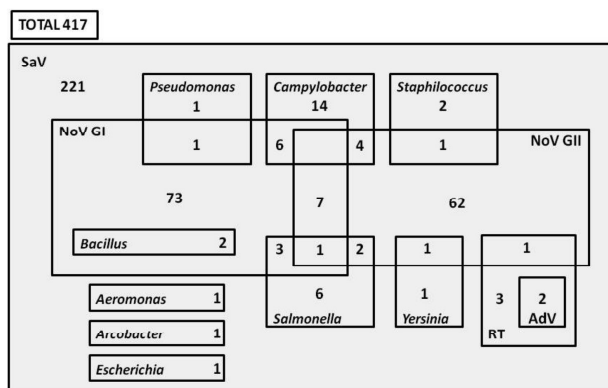 TOTAL 417
SaV
221
Pseudomonas
1
Campylobacter
14
Staphilococcus
2
NoV GI
1
6
4
1
NoV GII
73
7
62
Bacillus 2
3 1 2
1
1
Aeromonas 1
6
Salmonella
1
Yersinia
3
2
AdV
RT
Arcobacter 1
Escherichia 1